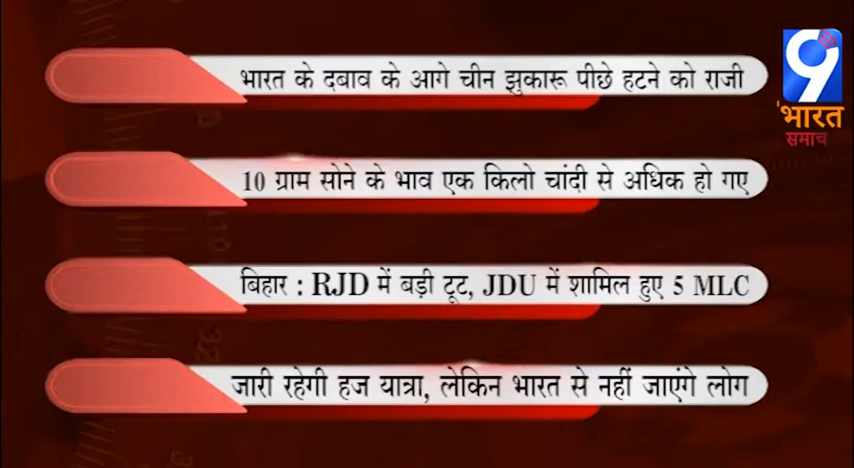 भारत के दबाव के आगे चीन झुकारू पीछे हटने को राजी
9
भारत
समाच
10 ग्राम सोने के भाव एक किलो चांदी से अधिक हो गए
बिहार : RJD में बड़ी टूट, JDU में शामिल हुए 5 MLC
जारी रहेगी हज यात्रा, लेकिन भारत से नहीं जाएंगे लोग